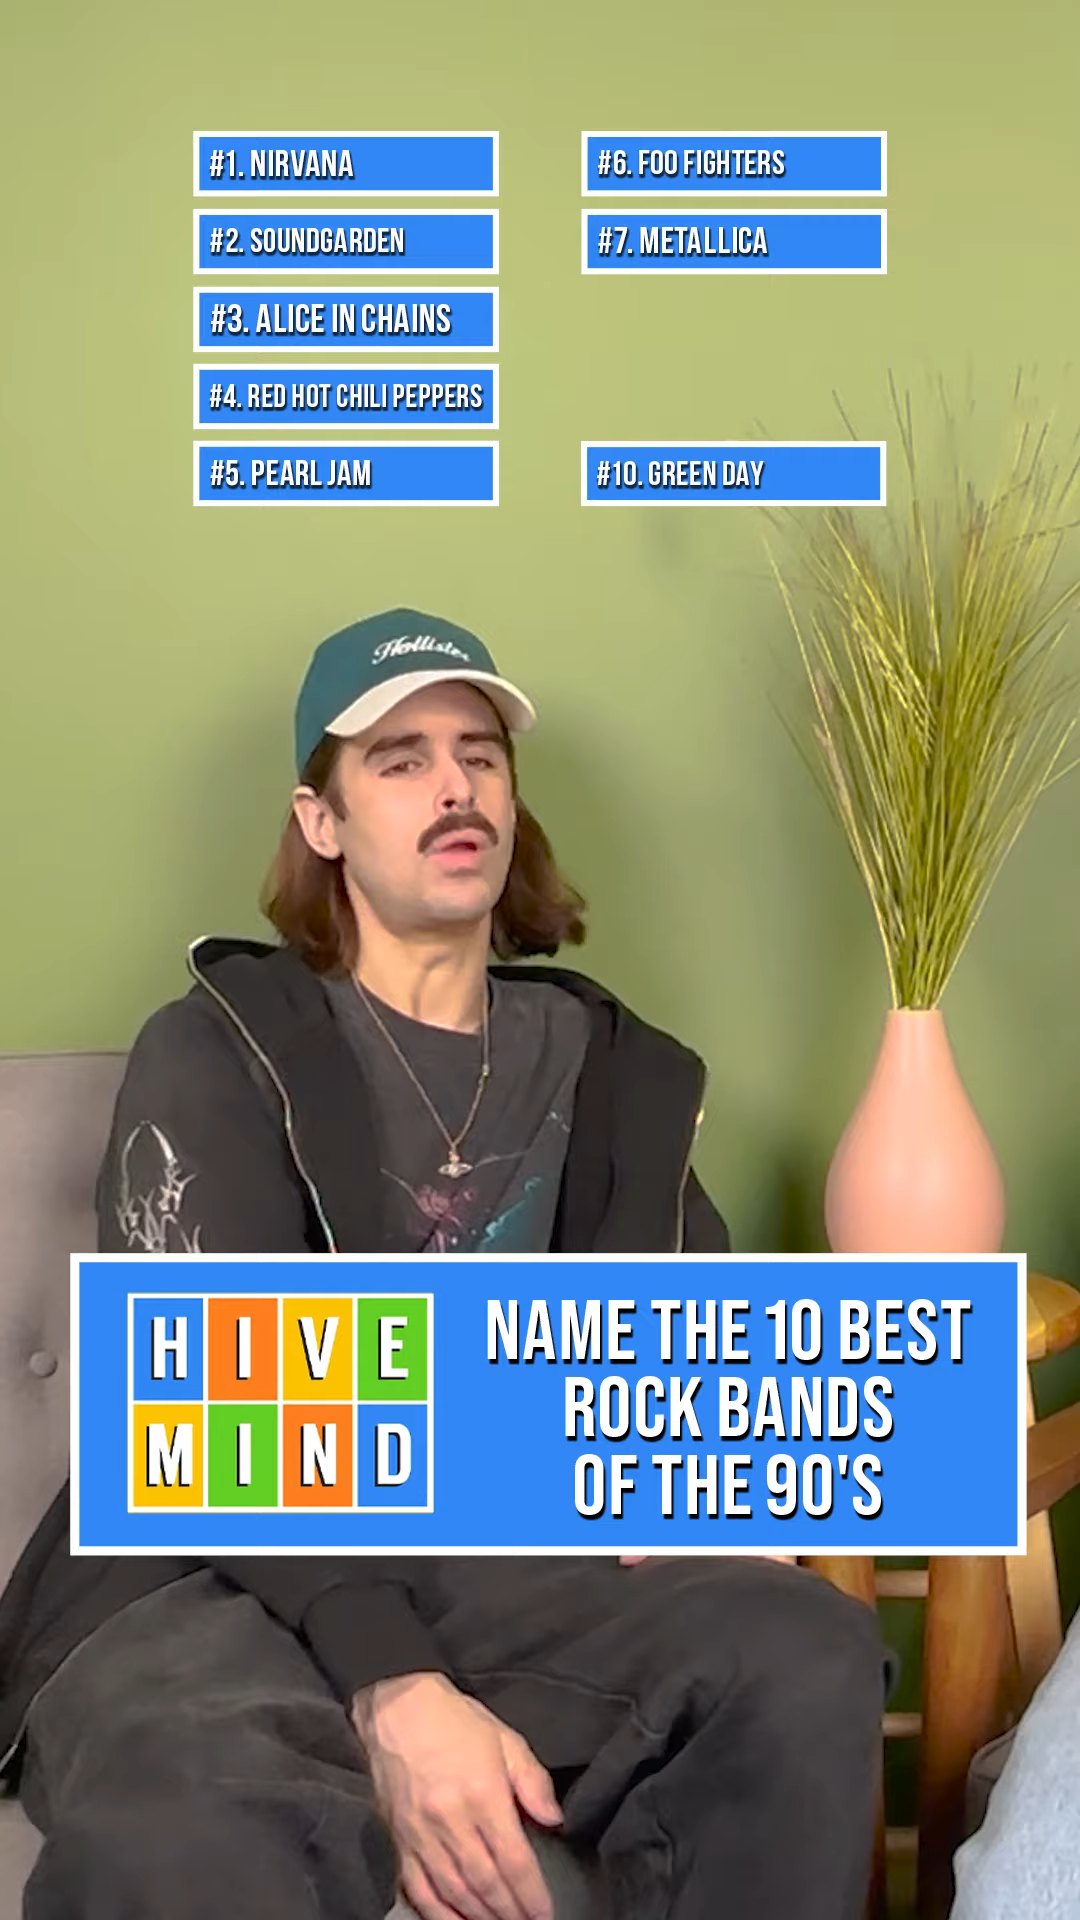 #1. NIRVANA
#2. SOUNDGARDEN
#3. ALICE IN CHAINS
#4. RED HOT CHILI PEPPERS
#5. PEARL JAM
#6. FOO FIGHTERS
#7. METALLICA
#10. GREEN DAY
Hollister
HIVE
MIND
NAME THE 10 BEST
ROCK BANDS
OF THE 90'S